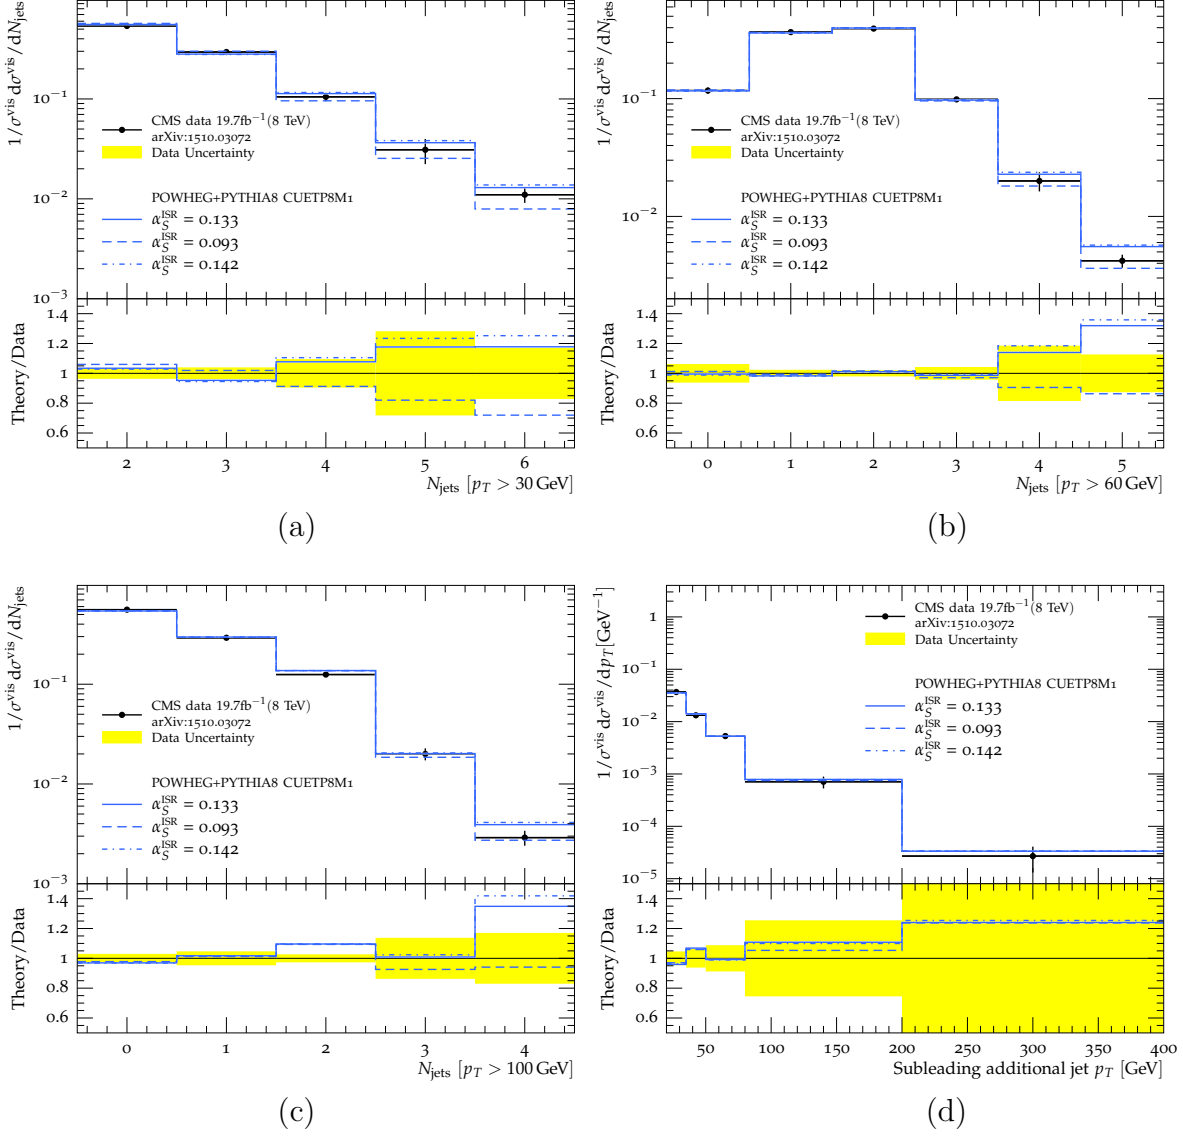 1/σ^vis dσ^vis/dN_jets
10^−1
10^−2
10^−3
CMS data 19.7fb^−1(8 TeV)
arXiv:1510.03072
Data Uncertainty
POWHEG+PYTHIA8 CUETP8M1
α_S^ISR = 0.133
α_S^ISR = 0.093
α_S^ISR = 0.142
Theory/Data
1.4
1.2
1
0.8
0.6
2 3 4 5 6
N_jets [p_T > 30 GeV]
(a)
1/σ^vis dσ^vis/dN_jets
10^−1
10^−2
CMS data 19.7fb^−1(8 TeV)
arXiv:1510.03072
Data Uncertainty
POWHEG+PYTHIA8 CUETP8M1
α_S^ISR = 0.133
α_S^ISR = 0.093
α_S^ISR = 0.142
Theory/Data
1.4
1.2
1
0.8
0.6
0 1 2 3 4 5
N_jets [p_T > 60 GeV]
(b)
1/σ^vis dσ^vis/dN_jets
10^−1
10^−2
10^−3
CMS data 19.7fb^−1(8 TeV)
arXiv:1510.03072
Data Uncertainty
POWHEG+PYTHIA8 CUETP8M1
α_S^ISR = 0.133
α_S^ISR = 0.093
α_S^ISR = 0.142
Theory/Data
1.4
1.2
1
0.8
0.6
0 1 2 3 4
N_jets [p_T > 100 GeV]
(c)
1/σ^vis dσ^vis/dp_T[GeV^−1]
1
10^−1
10^−2
10^−3
10^−4
10^−5
CMS data 19.7fb^−1(8 TeV)
arXiv:1510.03072
Data Uncertainty
POWHEG+PYTHIA8 CUETP8M1
α_S^ISR = 0.133
α_S^ISR = 0.093
α_S^ISR = 0.142
Theory/Data
1.4
1.2
1
0.8
0.6
50 100 150 200 250 300 350 400
Subleading additional jet p_T [GeV]
(d)